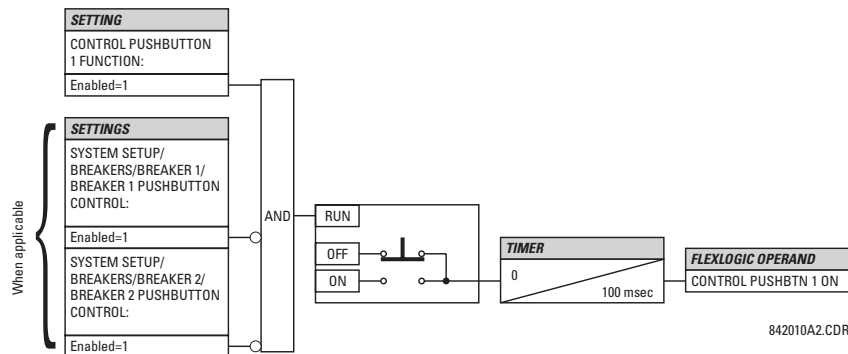 SETTING
CONTROL PUSHBUTTON
1 FUNCTION:
Enabled=1
When applicable
SETTINGS
SYSTEM SETUP/
BREAKERS/BREAKER 1/
BREAKER 1 PUSHBUTTON
CONTROL:
Enabled=1
SYSTEM SETUP/
BREAKERS/BREAKER 2/
BREAKER 2 PUSHBUTTON
CONTROL:
Enabled=1
AND
RUN
OFF
ON
TIMER
0
100 msec
FLEXLOGIC OPERAND
CONTROL PUSHBTN 1 ON
842010A2.CDR